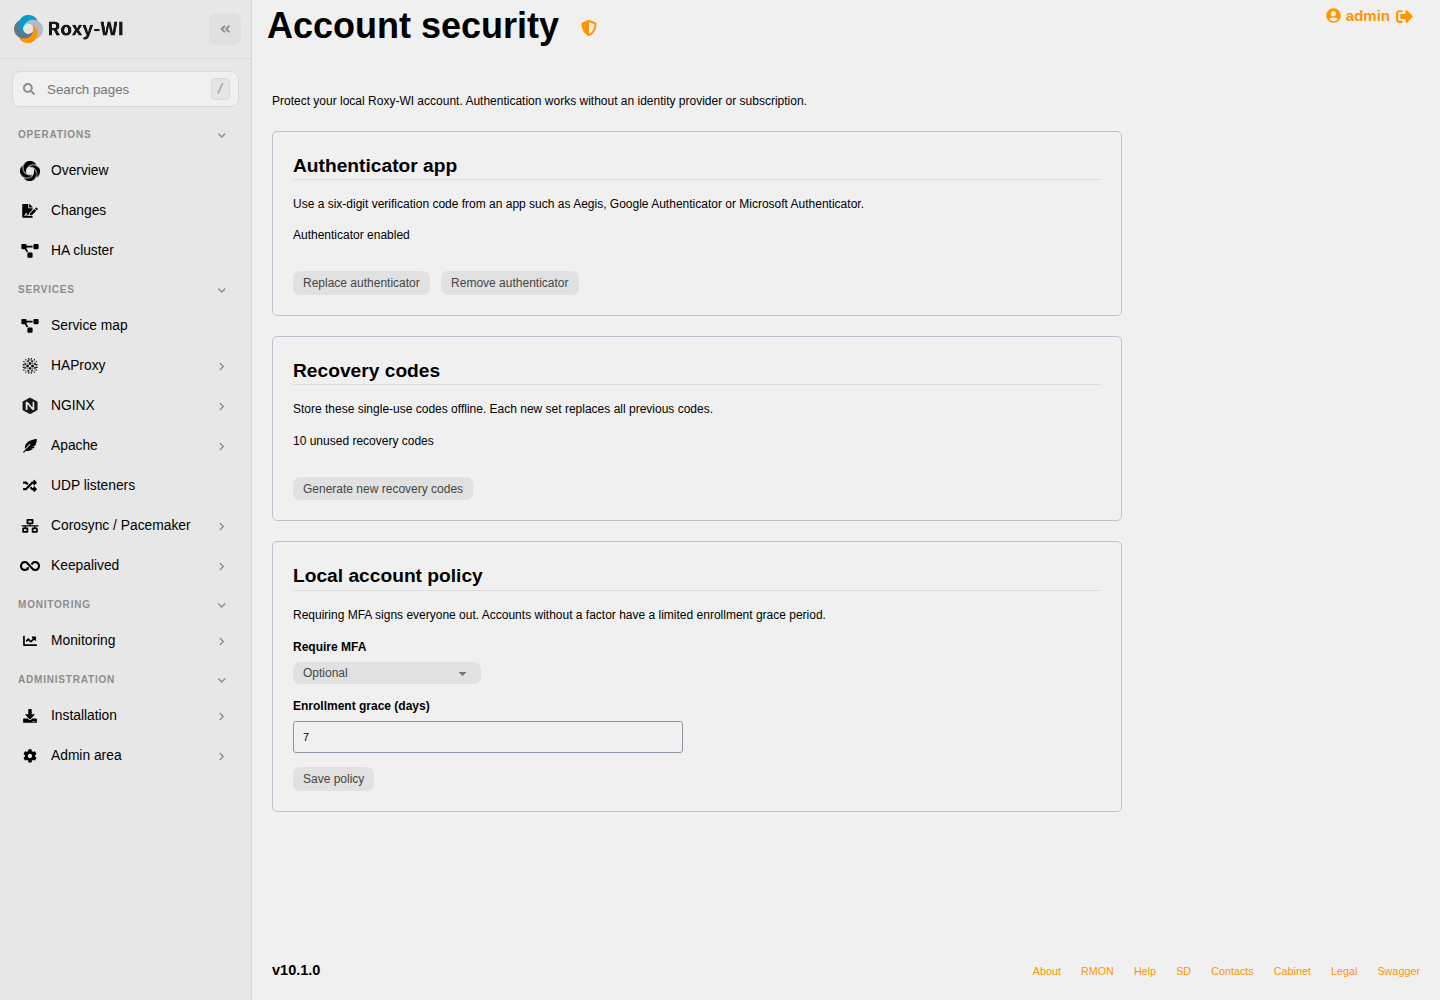 Roxy-WI
Search pages /
OPERATIONS
Overview
Changes
HA cluster
SERVICES
Service map
HAProxy
NGINX
Apache
UDP listeners
Corosync / Pacemaker
Keepalived
MONITORING
Monitoring
ADMINISTRATION
Installation
Admin area
Account security
admin
Protect your local Roxy-WI account. Authentication works without an identity provider or subscription.
Authenticator app
Use a six-digit verification code from an app such as Aegis, Google Authenticator or Microsoft Authenticator.
Authenticator enabled
Replace authenticator Remove authenticator
Recovery codes
Store these single-use codes offline. Each new set replaces all previous codes.
10 unused recovery codes
Generate new recovery codes
Local account policy
Requiring MFA signs everyone out. Accounts without a factor have a limited enrollment grace period.
Require MFA
Optional
Enrollment grace (days)
7
Save policy
v10.1.0
About RMON Help SD Contacts Cabinet Legal Swagger